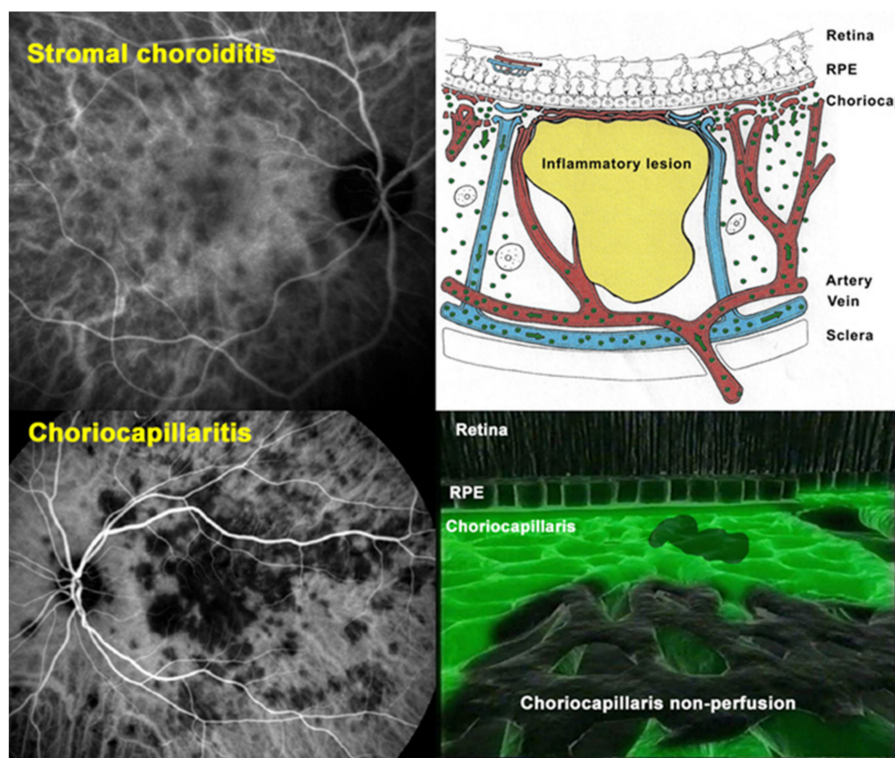 Stromal choroiditis
Retina
RPE
Chorioca
Inflammatory lesion
Artery
Vein
Sclera
Choriocapillaritis
Retina
RPE
Choriocapillaris
Choriocapillaris non-perfusion